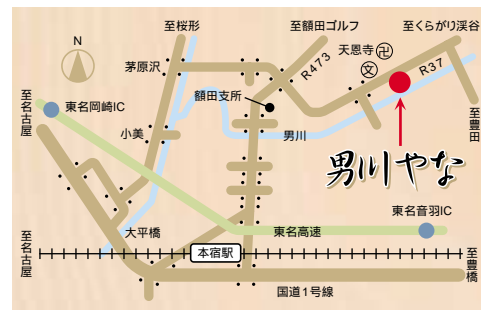 至桜形
至額田ゴルフ
至くらがり渓谷
N
天恩寺
卍
茅原沢
R473
文
R37
至名古屋
東名岡崎IC
額田支所
至豊田
小美
男川
男川やな
東名音羽IC
大平橋
東名高速
至名古屋
本宿駅
至豊橋
国道1号線